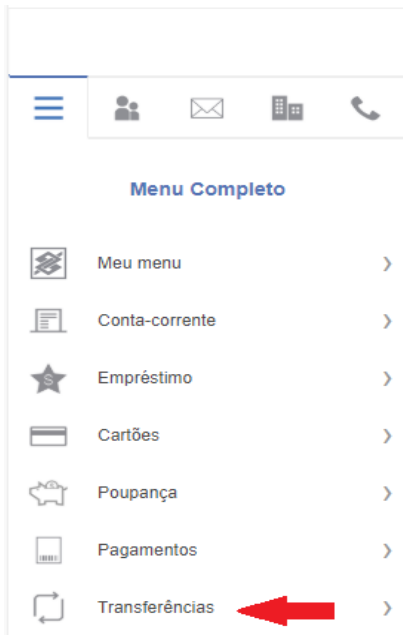 Menu Completo
Meu menu
Conta-corrente
Empréstimo
Cartões
Poupança
Pagamentos
Transferências